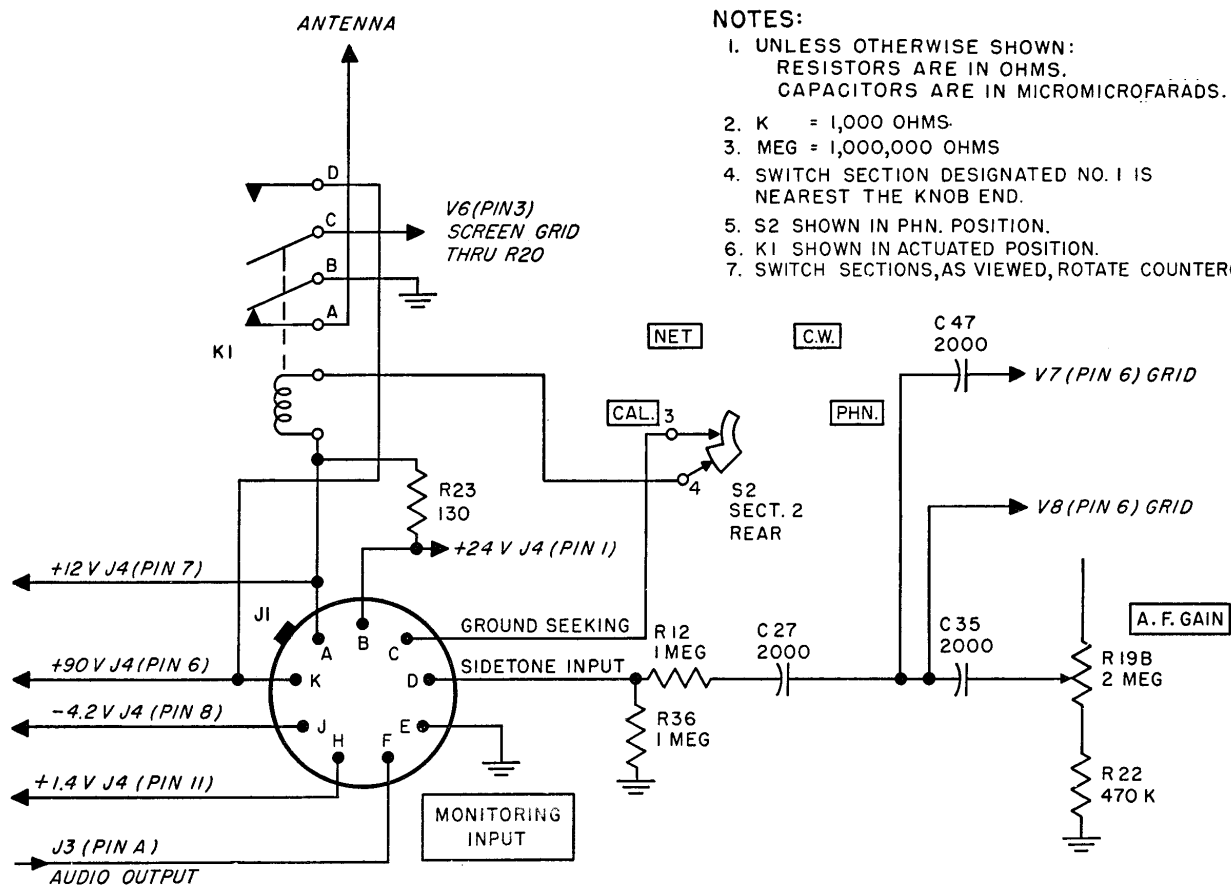 ANTENNA
NOTES:
1. UNLESS OTHERWISE SHOWN:
RESISTORS ARE IN OHMS.
CAPACITORS ARE IN MICROMICROFARADS.
2. K = 1,000 OHMS.
3. MEG = 1,000,000 OHMS
4. SWITCH SECTION DESIGNATED NO. 1 IS
NEAREST THE KNOB END.
5. S2 SHOWN IN PHN. POSITION.
6. K1 SHOWN IN ACTUATED POSITION.
7. SWITCH SECTIONS, AS VIEWED, ROTATE
D
C
B
A
V6 (PIN 3)
SCREEN GRID
THRU R20
K1
NET
C.W.
C 47
2000
V7 (PIN 6) GRID
CAL.
3
PHN.
4
S2
SECT. 2
REAR
R23
130
V8 (PIN 6) GRID
+24 V J4 (PIN 1)
+12 V J4 (PIN 7)
J1
A
B
C
GROUND SEEKING
R12
1 MEG
C 27
2000
C 35
2000
A. F. GAIN
+90 V J4 (PIN 6)
K
D
SIDETONE INPUT
R19B
2 MEG
-4.2 V J4 (PIN 8)
J
H
F
E
R36
1 MEG
+1.4 V J4 (PIN 11)
R22
470 K
MONITORING
INPUT
J3 (PIN A)
AUDIO OUTPUT